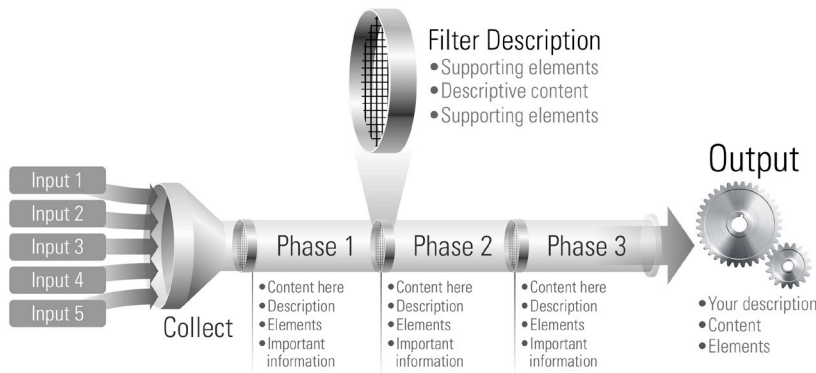 Filter Description
• Supporting elements
• Descriptive content
• Supporting elements
Input 1
Input 2
Input 3
Input 4
Input 5
Collect
Phase 1
• Content here
• Description
• Elements
• Important
information
Phase 2
• Content here
• Description
• Elements
• Important
information
Phase 3
• Content here
• Description
• Elements
• Important
information
Output
• Your description
• Content
• Elements